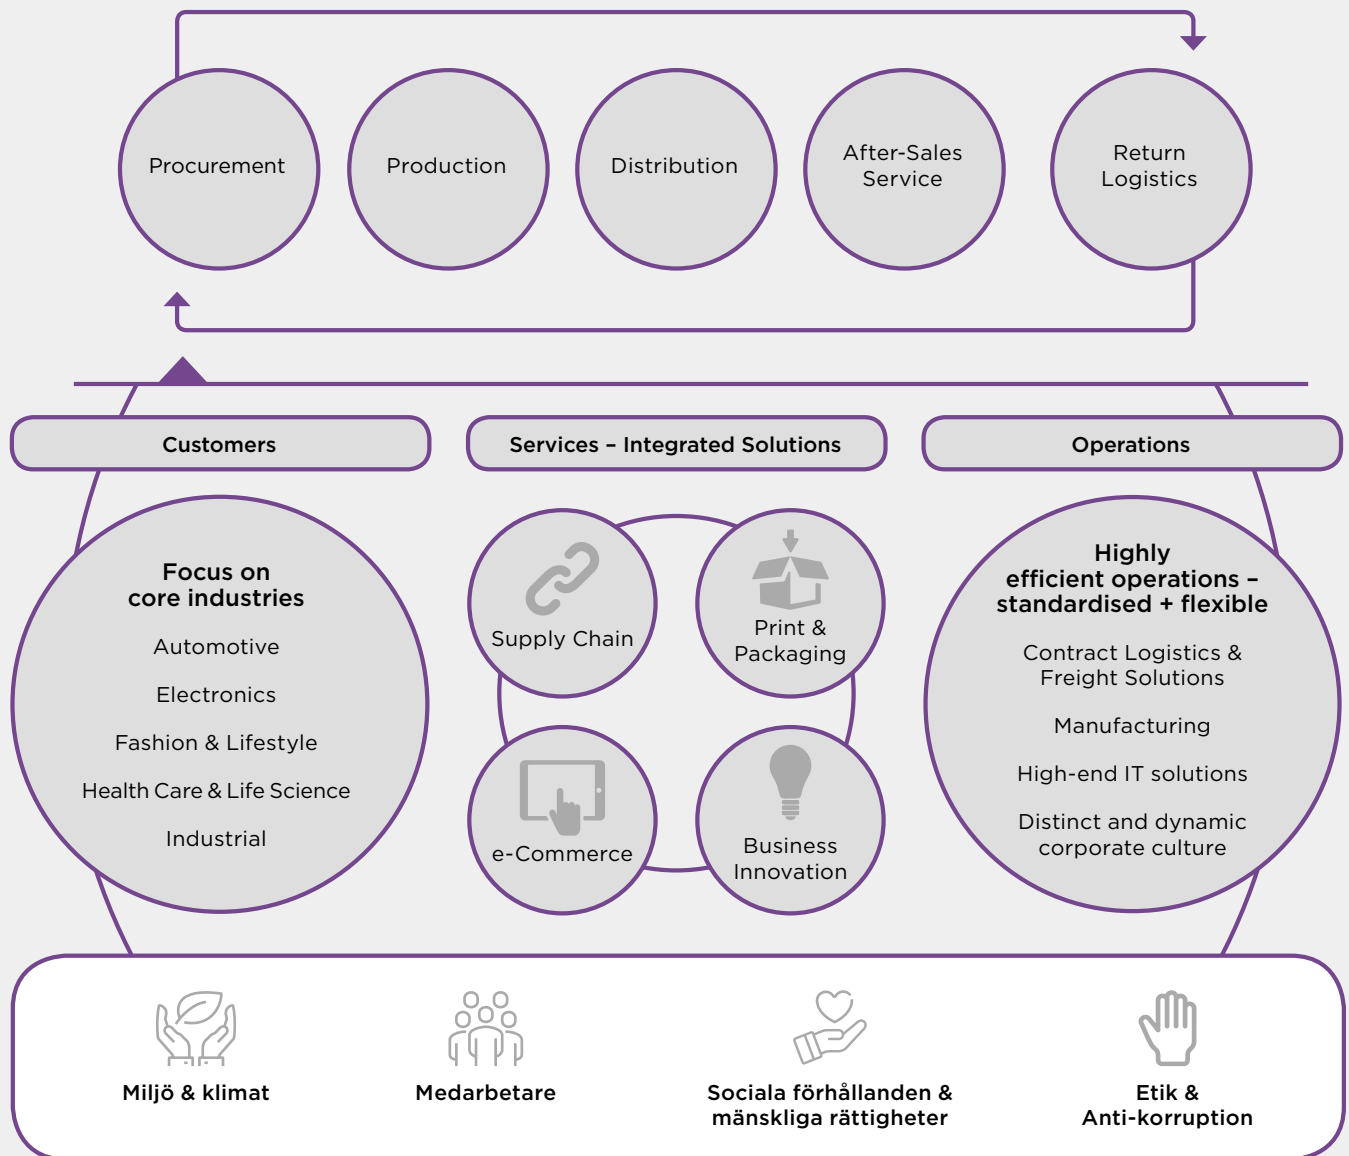 Procurement
Production
Distribution
After-Sales
Service
Return
Logistics
Customers
Services – Integrated Solutions
Operations
Focus on
core industries
Automotive
Electronics
Fashion & Lifestyle
Health Care & Life Science
Industrial
Supply Chain
Print &
Packaging
e-Commerce
Business
Innovation
Highly
efficient operations –
standardised + flexible
Contract Logistics &
Freight Solutions
Manufacturing
High-end IT solutions
Distinct and dynamic
corporate culture
Miljö & klimat
Medarbetare
Sociala förhållanden &
mänskliga rättigheter
Etik &
Anti-korruption